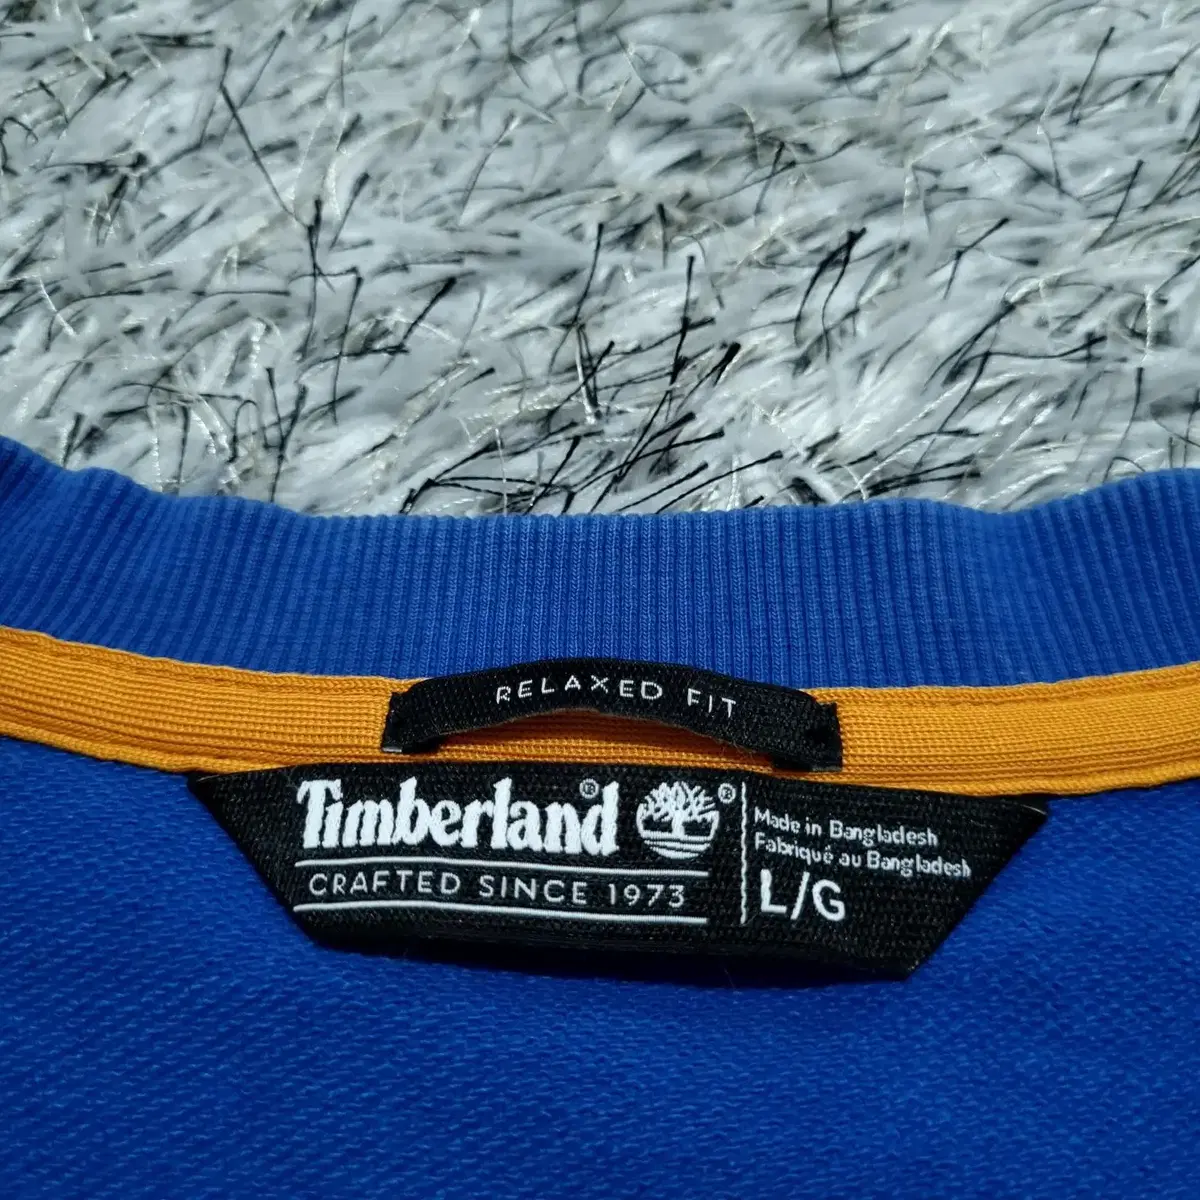 RELAXED FIT
Timberland®
®
CRAFTED SINCE 1973
Made in Bangladesh
Fabriqué au Bangladesh
L/G